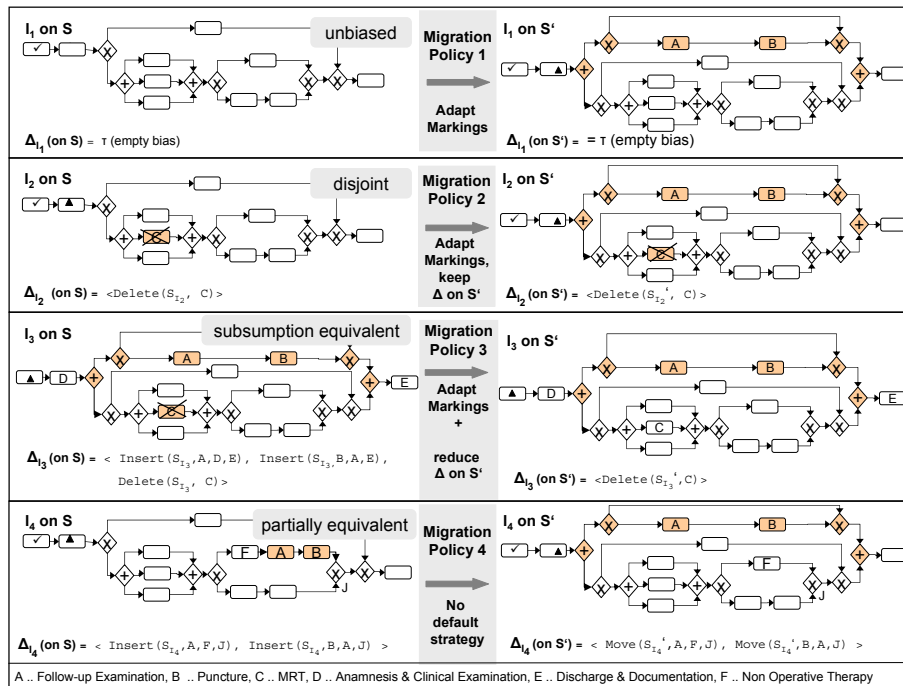 I1 on S
unbiased
Migration
Policy 1
Adapt
Markings
I1 on S‘
A B
ΔI1 (on S) = τ (empty bias)
ΔI1 (on S‘) = = τ (empty bias)
I2 on S
disjoint
Migration
Policy 2
Adapt
Markings,
keep
Δ on S‘
I2 on S‘
A B
C
C
ΔI2 (on S) = <Delete(SI2, C)>
ΔI2 (on S‘) = <Delete(SI2‘, C)>
I3 on S
subsumption equivalent
Migration
Policy 3
Adapt
Markings
+
reduce
Δ on S‘
I3 on S‘
A B
D
E
C
A B
D
E
C
ΔI3 (on S) = < Insert(SI3,A,D,E), Insert(SI3,B,A,E),
Delete(SI3, C)>
ΔI3 (on S‘) = <Delete(SI3‘,C)>
I4 on S
partially equivalent
Migration
Policy 4
No
default
strategy
I4 on S‘
F A B
J
A B
F
J
ΔI4 (on S) = < Insert(SI4,A,F,J), Insert(SI4,B,A,J) >
ΔI4 (on S‘) = < Move(SI4‘,A,F,J), Move(SI4‘,B,A,J) >
A .. Follow-up Examination, B .. Puncture, C .. MRT, D .. Anamnesis & Clinical Examination, E .. Discharge & Documentation, F .. Non Operative Therapy